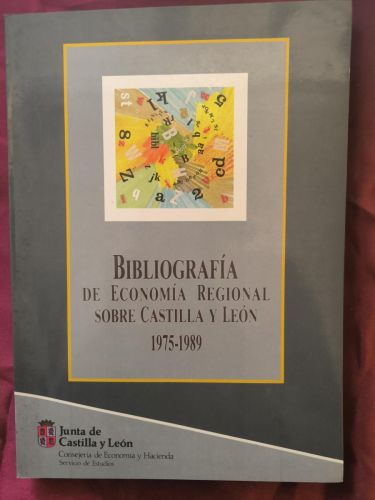 BIBLIOGRAFÍA
DE ECONOMÍA REGIONAL
SOBRE CASTILLA Y LEÓN
1975-1989
Junta de
Castilla y León
Consejería de Economía y Hacienda
Servicio de Estudios